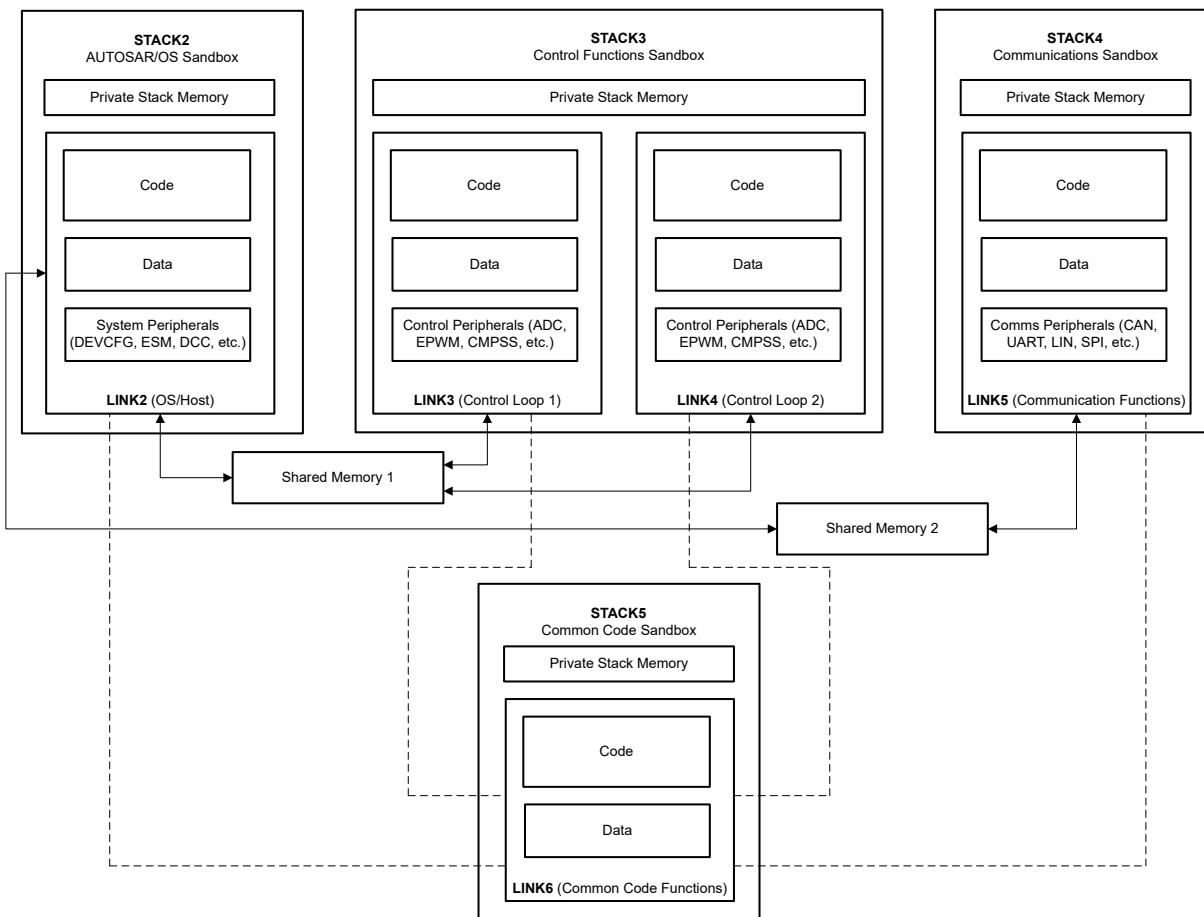 STACK2
AUTOSAR/OS Sandbox
Private Stack Memory
Code
Data
System Peripherals
(DEVCFG, ESM, DCC, etc.)
LINK2 (OS/Host)
STACK3
Control Functions Sandbox
Private Stack Memory
Code
Data
Control Peripherals (ADC,
EPWM, CMPSS, etc.)
LINK3 (Control Loop 1)
Code
Data
Control Peripherals (ADC,
EPWM, CMPSS, etc.)
LINK4 (Control Loop 2)
STACK4
Communications Sandbox
Private Stack Memory
Code
Data
Comms Peripherals (CAN,
UART, LIN, SPI, etc.)
LINK5 (Communication Functions)
Shared Memory 1
Shared Memory 2
STACK5
Common Code Sandbox
Private Stack Memory
Code
Data
LINK6 (Common Code Functions)